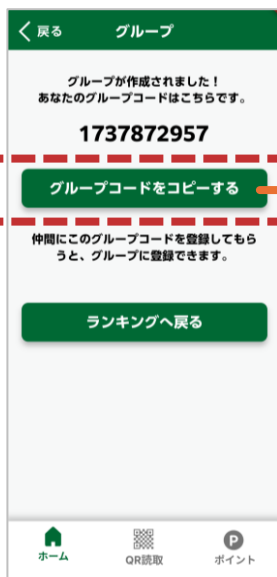 戻る グループ
グループが作成されました！
あなたのグループコードはこちらです。
1737872957
グループコードをコピーする
仲間にこのグループコードを登録してもら
うと、グループに登録できます。
ランキングへ戻る
P
ホーム QR読取 ポイント